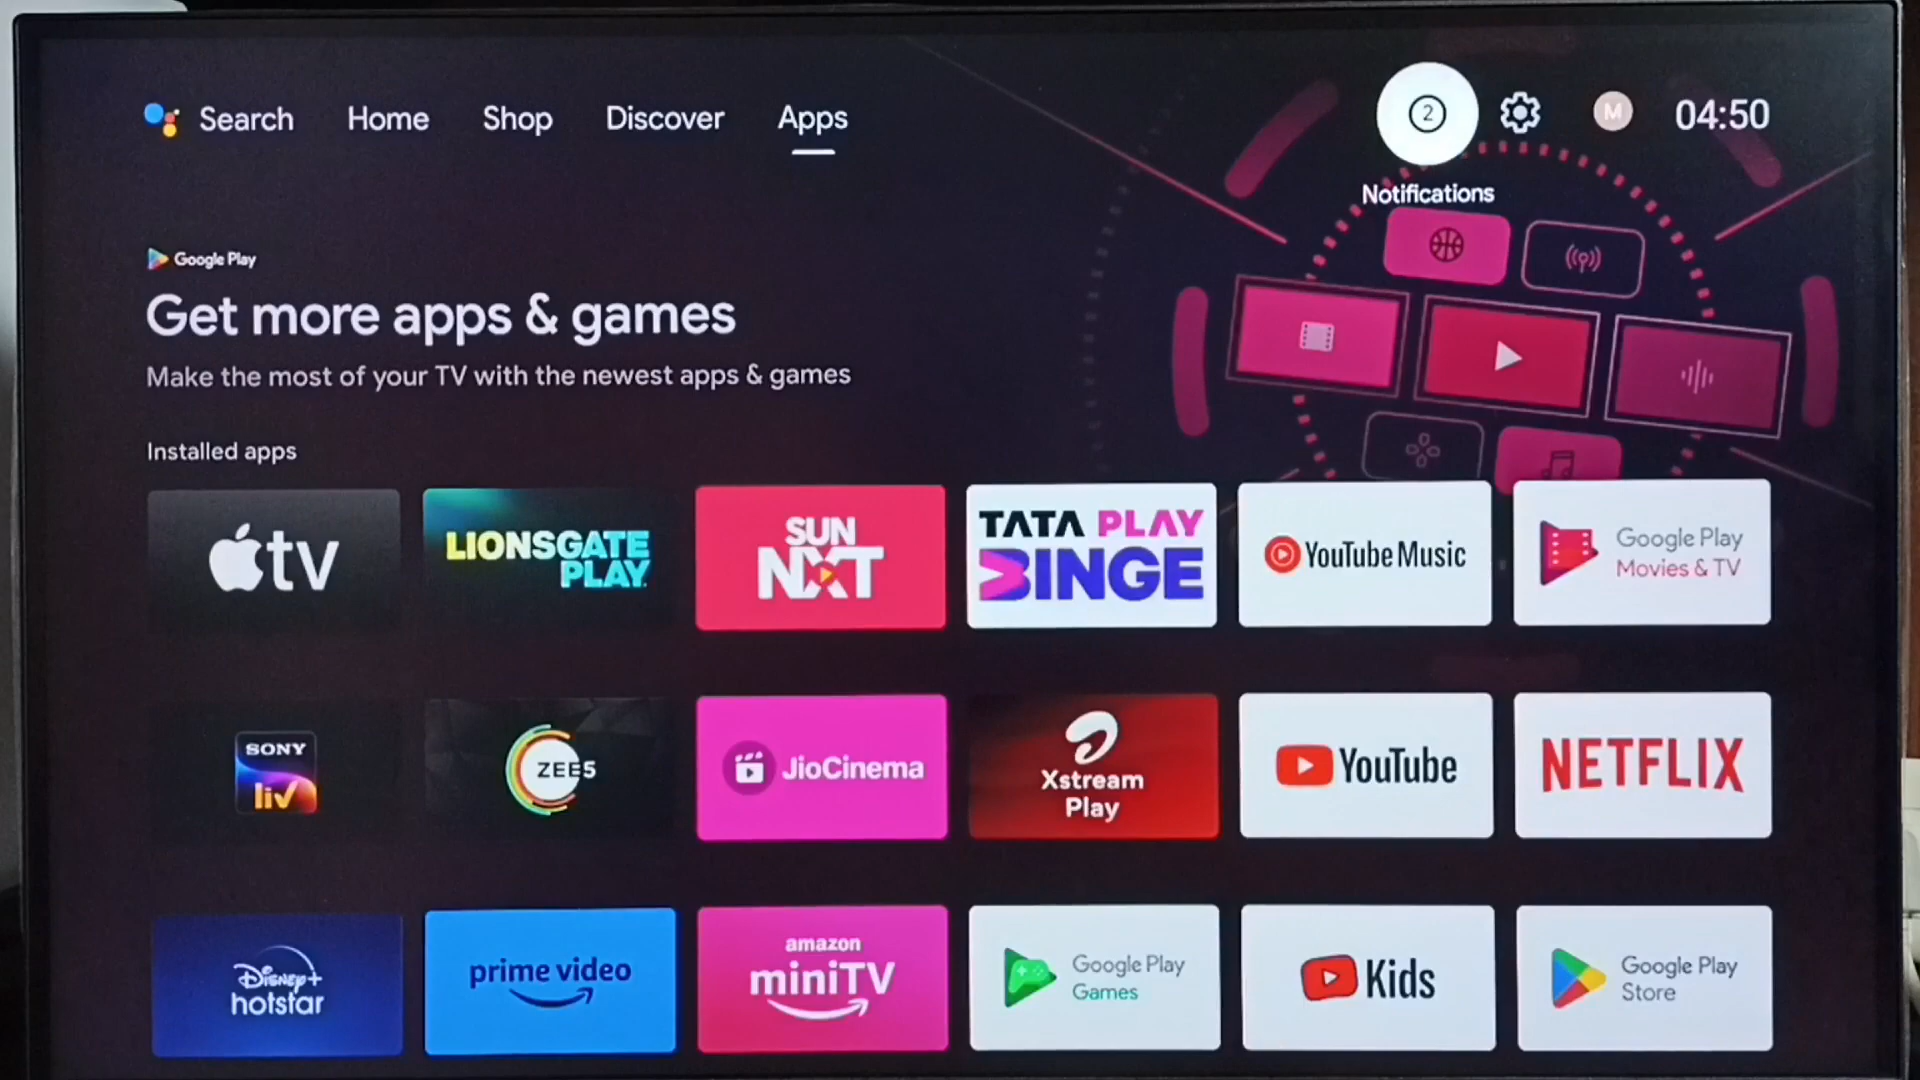 Search Home Shop Discover Apps
2
M
04:50
Notifications
Google Play
Get more apps & games
Make the most of your TV with the newest apps & games
Installed apps
tv
LIONSGATE
PLAY
SUN
NXT
TATA PLAY
BINGE
YouTube Music
Google Play
Movies & TV
SONY
liv
ZEE5
JioCinema
Xstream
Play
YouTube
NETFLIX
Disney+
hotstar
prime video
amazon
miniTV
Google Play
Games
Kids
Google Play
Store